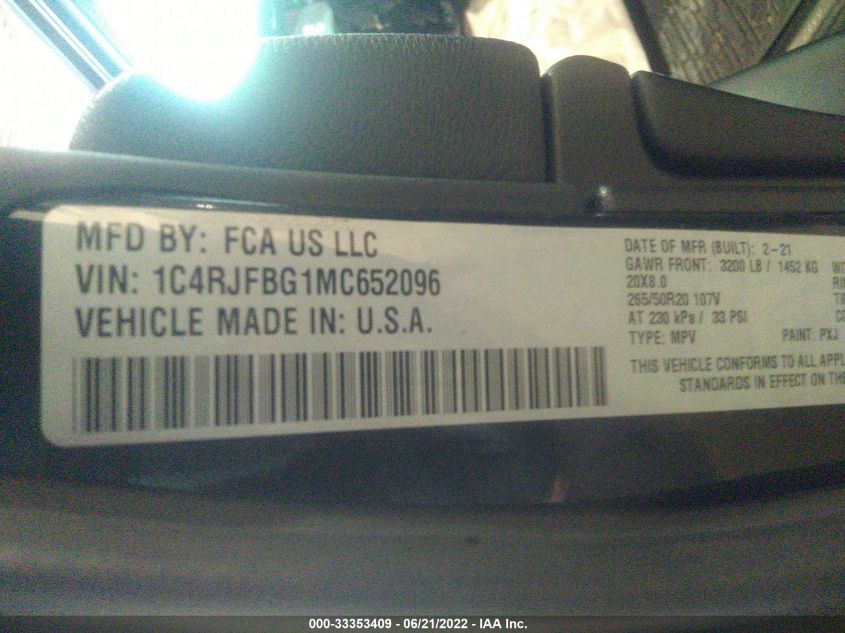 MFD BY: FCA US LLC
VIN: 1C4RJFBG1MC652096
VEHICLE MADE IN: U.S.A.
DATE OF MFR (BUILT): 2-21
GAWR FRONT: 3200 LB / 1452 KG
20X8.0
265/50R20 107V
AT 230 kPa / 33 PSI
TYPE: MPV PAINT: PXJ
THIS VEHICLE CONFORMS TO ALL APPL
STANDARDS IN EFFECT ON THE
000-33353409 - 06/21/2022 - IAA Inc.